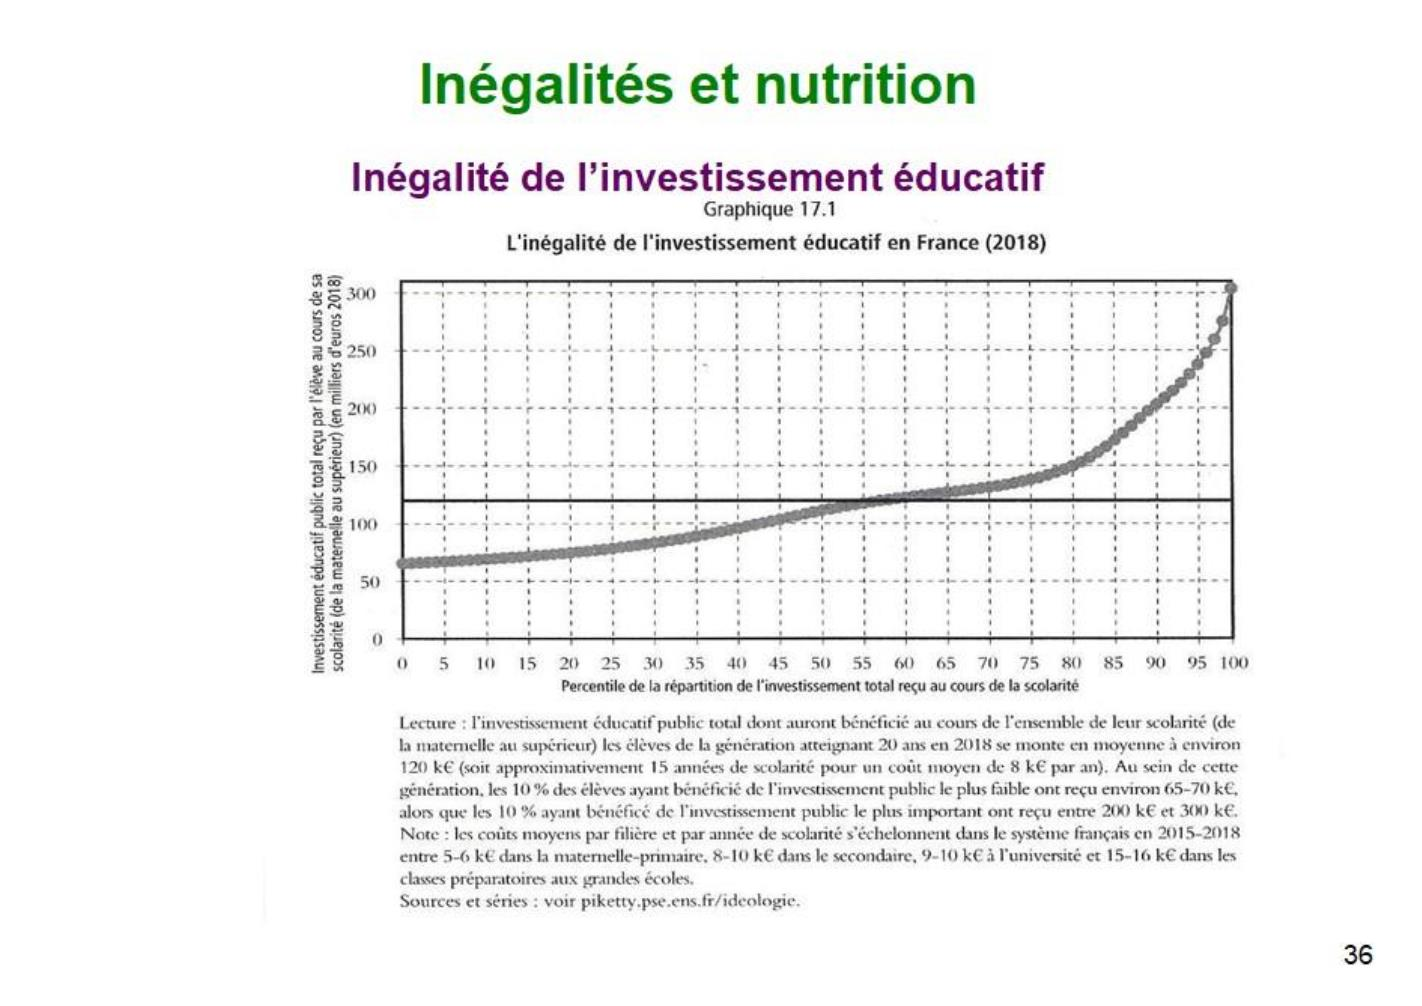 Inégalités et nutrition
Inégalité de l’investissement éducatif
Graphique 17.1
L'inégalité de l'investissement éducatif en France (2018)
Investissement éducatif public total reçu par l'élève au cours de sa
scolarité (de la maternelle au supérieur) (en milliers d'euros 2018)
300
250
200
150
100
50
0
0 5 10 15 20 25 30 35 40 45 50 55 60 65 70 75 80 85 90 95 100
Percentile de la répartition de l'investissement total reçu au cours de la scolarité
Lecture : l'investissement éducatif public total dont auront bénéficié au cours de l'ensemble de leur scolarité (de
la maternelle au supérieur) les élèves de la génération atteignant 20 ans en 2018 se monte en moyenne à environ
120 k€ (soit approximativement 15 années de scolarité pour un coût moyen de 8 k€ par an). Au sein de cette
génération, les 10 % des élèves ayant bénéficié de l'investissement public le plus faible ont reçu environ 65-70 k€,
alors que les 10 % ayant bénéficé de l'investissement public le plus important ont reçu entre 200 k€ et 300 k€.
Note : les coûts moyens par filière et par année de scolarité s'échelonnent dans le système français en 2015-2018
entre 5-6 k€ dans la maternelle-primaire, 8-10 k€ dans le secondaire, 9-10 k€ à l'université et 15-16 k€ dans les
classes préparatoires aux grandes écoles.
Sources et séries : voir piketty.pse.ens.fr/ideologie.
36